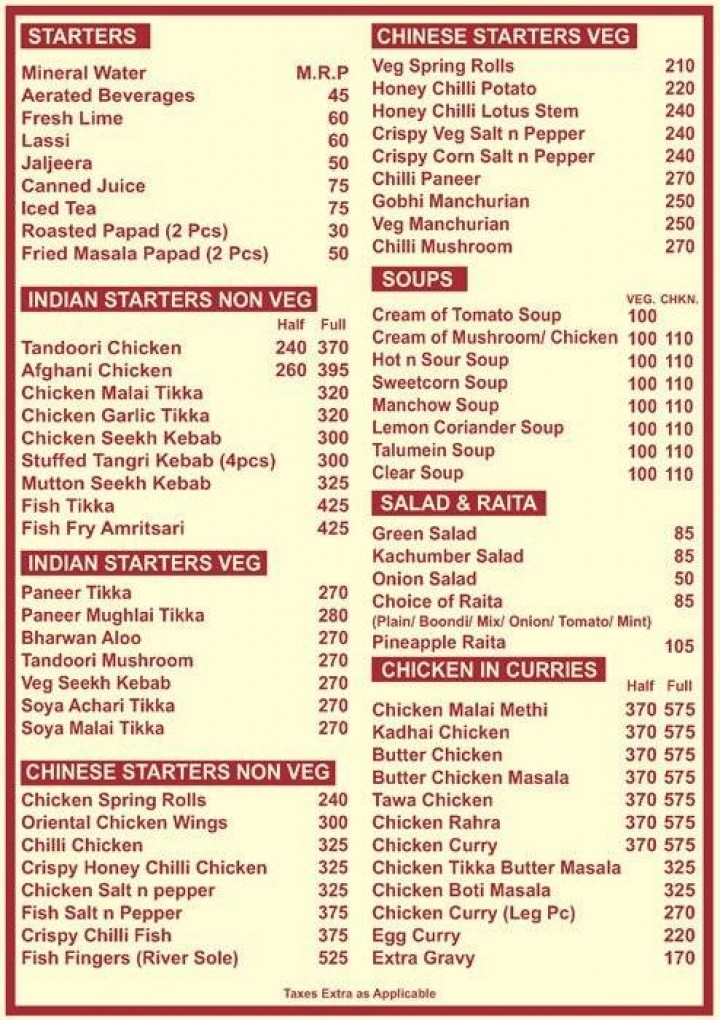 STARTERS
Mineral Water M.R.P
Aerated Beverages 45
Fresh Lime 60
Lassi 60
Jaljeera 50
Canned Juice 75
Iced Tea 75
Roasted Papad (2 Pcs) 30
Fried Masala Papad (2 Pcs) 50
INDIAN STARTERS NON VEG
Half Full
Tandoori Chicken 240 370
Afghani Chicken 260 395
Chicken Malai Tikka 320
Chicken Garlic Tikka 320
Chicken Seekh Kebab 300
Stuffed Tangri Kebab (4pcs) 300
Mutton Seekh Kebab 325
Fish Tikka 425
Fish Fry Amritsari 425
INDIAN STARTERS VEG
Paneer Tikka 270
Paneer Mughlai Tikka 280
Bharwan Aloo 270
Tandoori Mushroom 270
Veg Seekh Kebab 270
Soya Achari Tikka 270
Soya Malai Tikka 270
CHINESE STARTERS NON VEG
Chicken Spring Rolls 240
Oriental Chicken Wings 300
Chilli Chicken 325
Crispy Honey Chilli Chicken 325
Chicken Salt n pepper 325
Fish Salt n Pepper 375
Crispy Chilli Fish 375
Fish Fingers (River Sole) 525
CHINESE STARTERS VEG
Veg Spring Rolls 210
Honey Chilli Potato 220
Honey Chilli Lotus Stem 240
Crispy Veg Salt n Pepper 240
Crispy Corn Salt n Pepper 240
Chilli Paneer 270
Gobhi Manchurian 250
Veg Manchurian 250
Chilli Mushroom 270
SOUPS
VEG. CHKN.
Cream of Tomato Soup 100
Cream of Mushroom/ Chicken 100 110
Hot n Sour Soup 100 110
Sweetcorn Soup 100 110
Manchow Soup 100 110
Lemon Coriander Soup 100 110
Talumein Soup 100 110
Clear Soup 100 110
SALAD & RAITA
Green Salad 85
Kachumber Salad 85
Onion Salad 50
Choice of Raita 85
(Plain/ Boondi/ Mix/ Onion/ Tomato/ Mint)
Pineapple Raita 105
CHICKEN IN CURRIES
Half Full
Chicken Malai Methi 370 575
Kadhai Chicken 370 575
Butter Chicken 370 575
Butter Chicken Masala 370 575
Tawa Chicken 370 575
Chicken Rahra 370 575
Chicken Curry 370 575
Chicken Tikka Butter Masala 325
Chicken Boti Masala 325
Chicken Curry (Leg Pc) 270
Egg Curry 220
Extra Gravy 170
Taxes Extra as Applicable